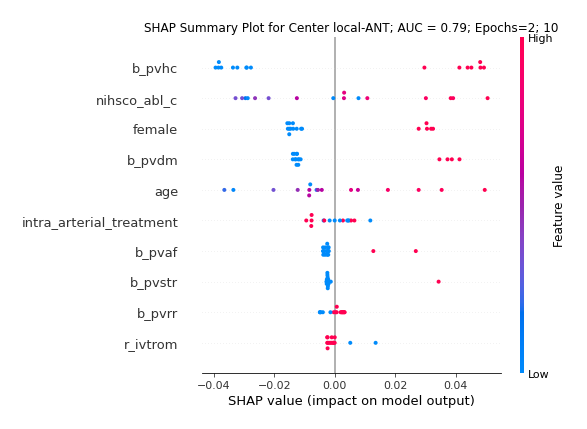 SHAP Summary Plot for Center local-ANT; AUC = 0.79; Epochs=2; 10
High
b_pvhc
nihsco_abl_c
female
b_pvdm
age
intra_arterial_treatment
b_pvaf
b_pvstr
b_pvrr
r_ivtrom
Feature value
Low
−0.04 −0.02 0.00 0.02 0.04
SHAP value (impact on model output)